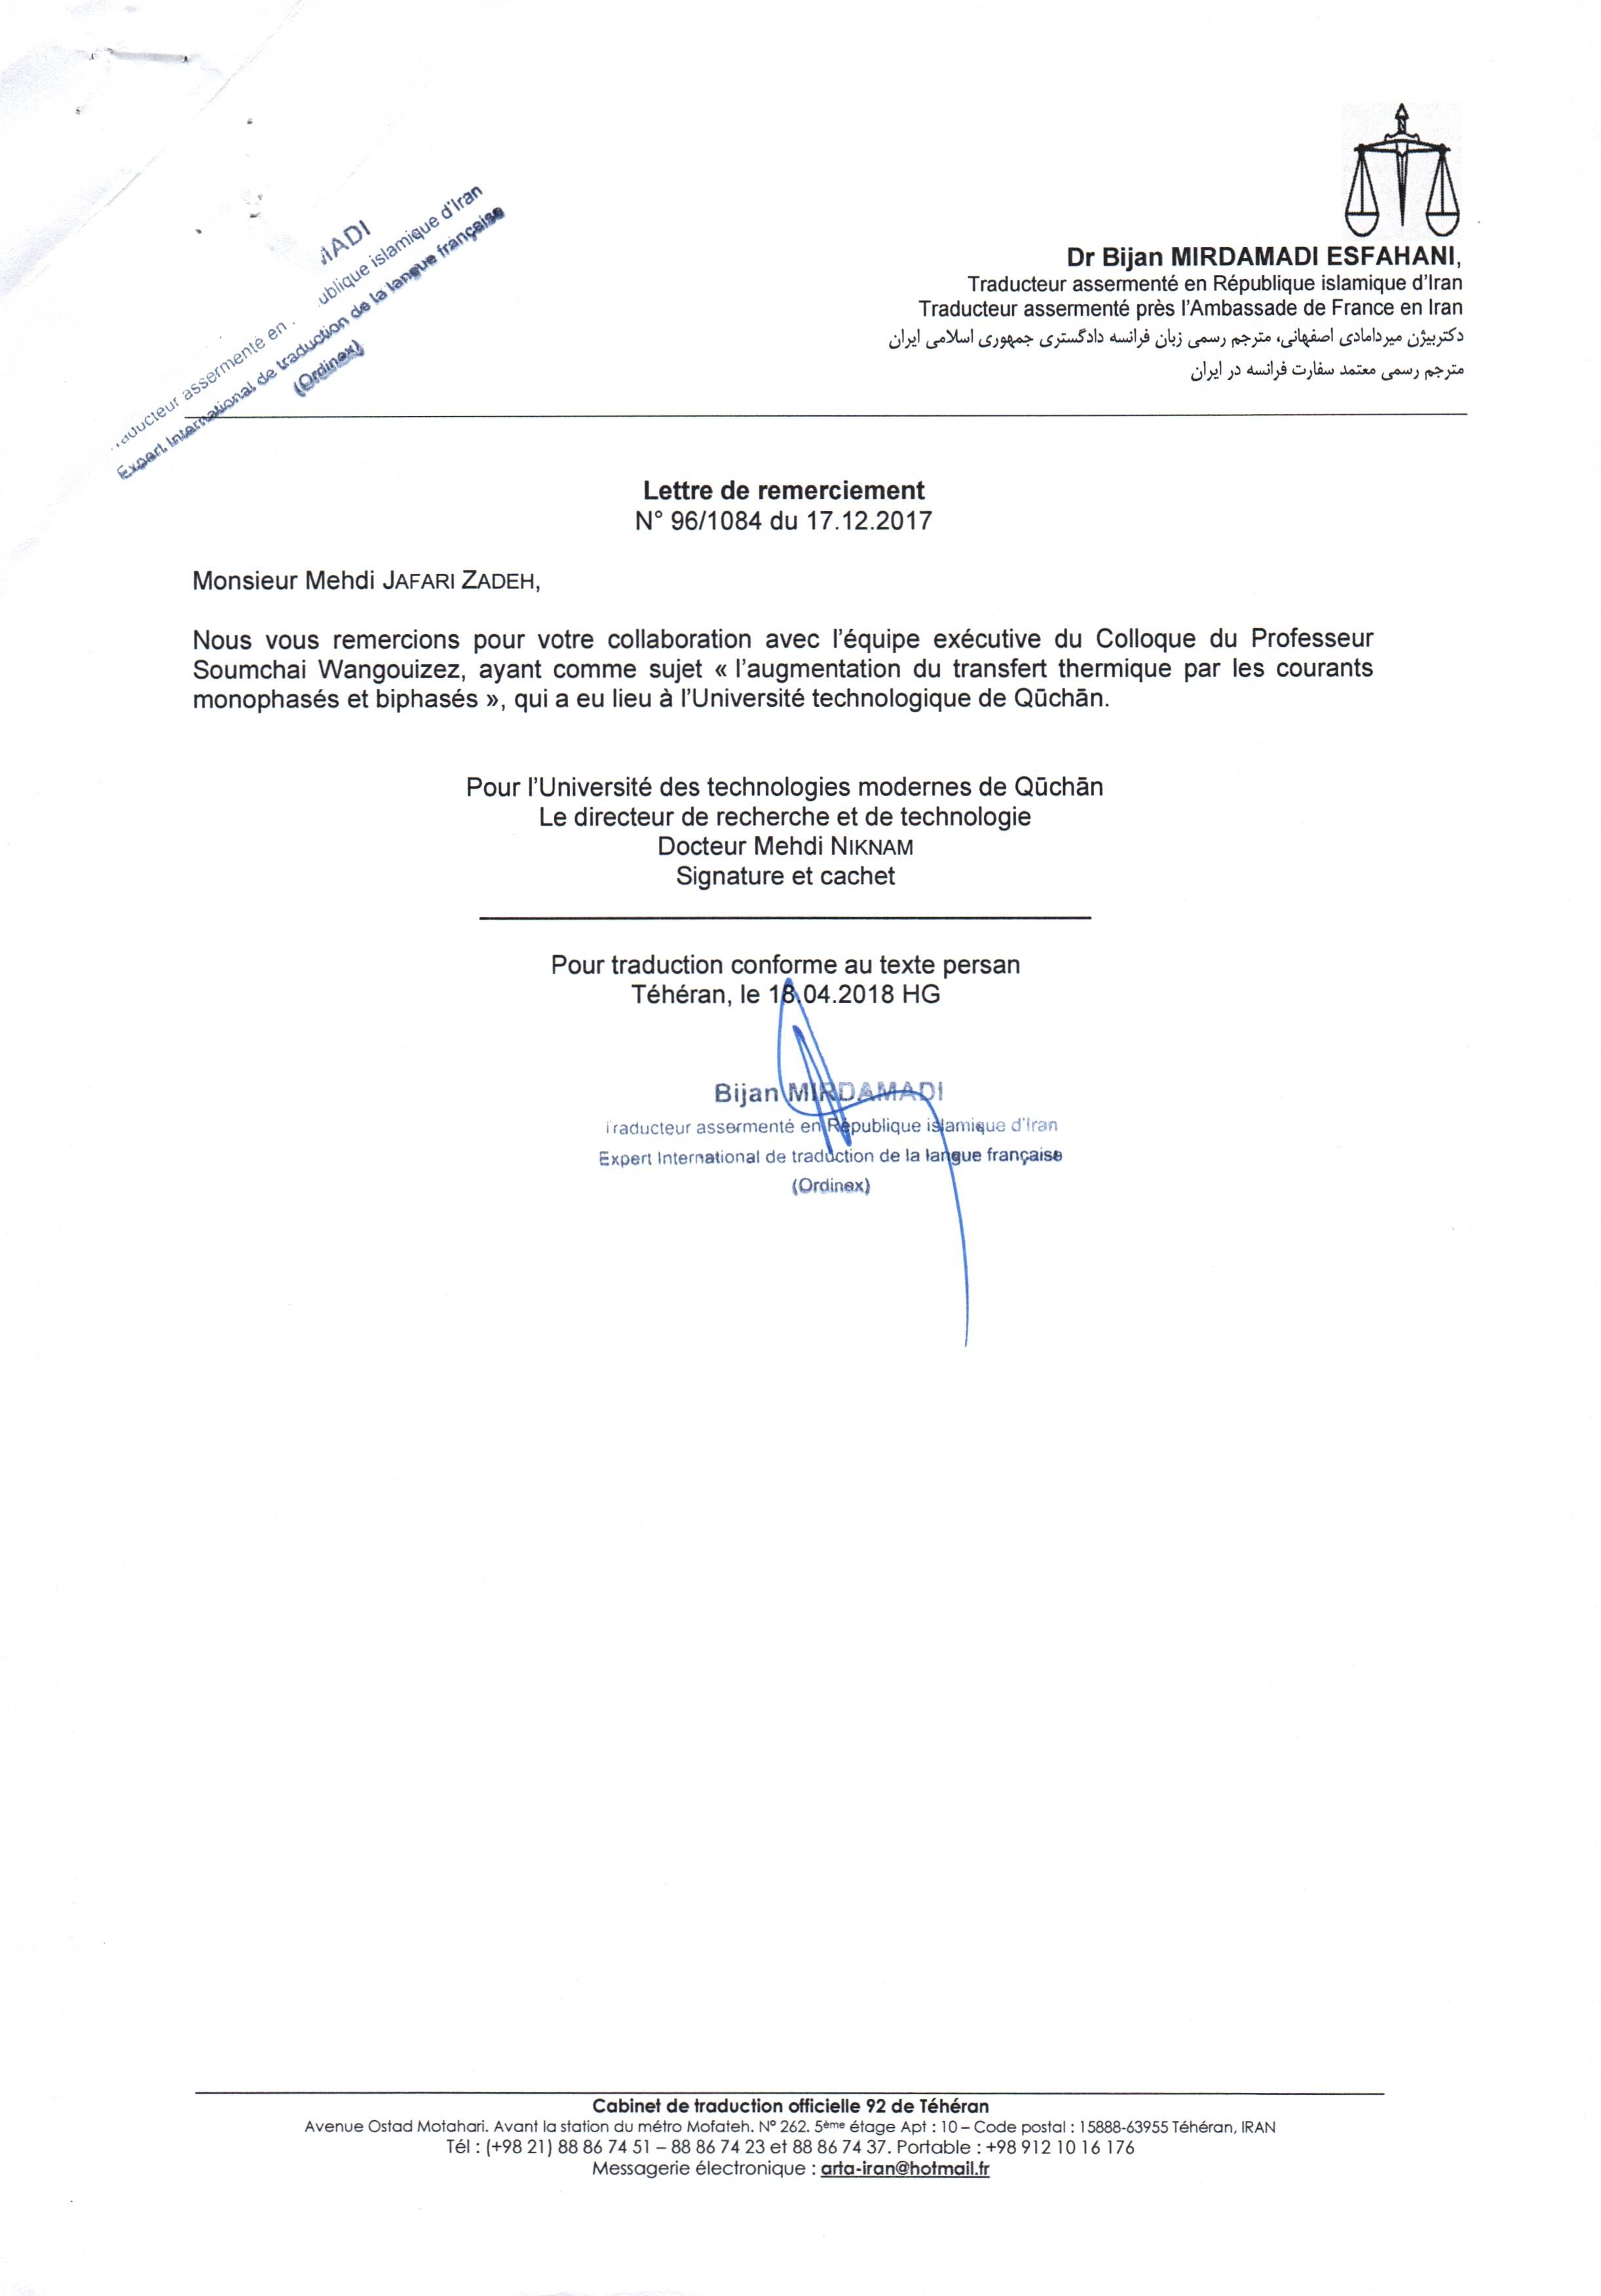 MADI
ublique islamique d'Iran
aducteur assermenté en
Expert International de traduction de la langue française
(Ordinex)
Dr Bijan MIRDAMADI ESFAHANI,
Traducteur assermenté en République islamique d'Iran
Traducteur assermenté près l'Ambassade de France en Iran
دکتربیژن میردامادی اصفهانی، مترجم رسمی زبان فرانسه دادگستری جمهوری اسلامی ایران
مترجم رسمی معتمد سفارت فرانسه در ایران
Lettre de remerciement
N° 96/1084 du 17.12.2017
Monsieur Mehdi JAFARI ZADEH,
Nous vous remercions pour votre collaboration avec l'équipe exécutive du Colloque du Professeur
Soumchai Wangouizez, ayant comme sujet « l'augmentation du transfert thermique par les courants
monophasés et biphasés », qui a eu lieu à l'Université technologique de Qūchān.
Pour l'Université des technologies modernes de Qūchān
Le directeur de recherche et de technologie
Docteur Mehdi NIKNAM
Signature et cachet
Pour traduction conforme au texte persan
Téhéran, le 18.04.2018 HG
Bijan MIRDAMADI
Traducteur assermenté en République islamique d'Iran
Expert International de traduction de la langue française
(Ordinex)
Cabinet de traduction officielle 92 de Téhéran
Avenue Ostad Motahari. Avant la station du métro Mofateh. N° 262. 5ème étage Apt : 10 – Code postal : 15888-63955 Téhéran, IRAN
Tél : (+98 21) 88 86 74 51 – 88 86 74 23 et 88 86 74 37. Portable : +98 912 10 16 176
Messagerie électronique : arta-iran@hotmail.fr